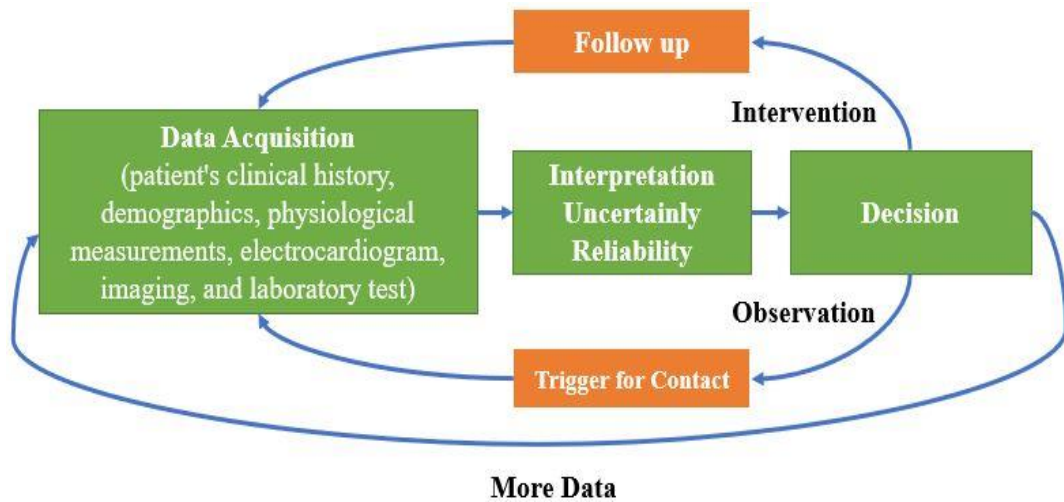 Follow up
Intervention
Data Acquisition
(patient's clinical history,
demographics, physiological
measurements, electrocardiogram,
imaging, and laboratory test)
Interpretation
Uncertainly
Reliability
Decision
Observation
Trigger for Contact
More Data